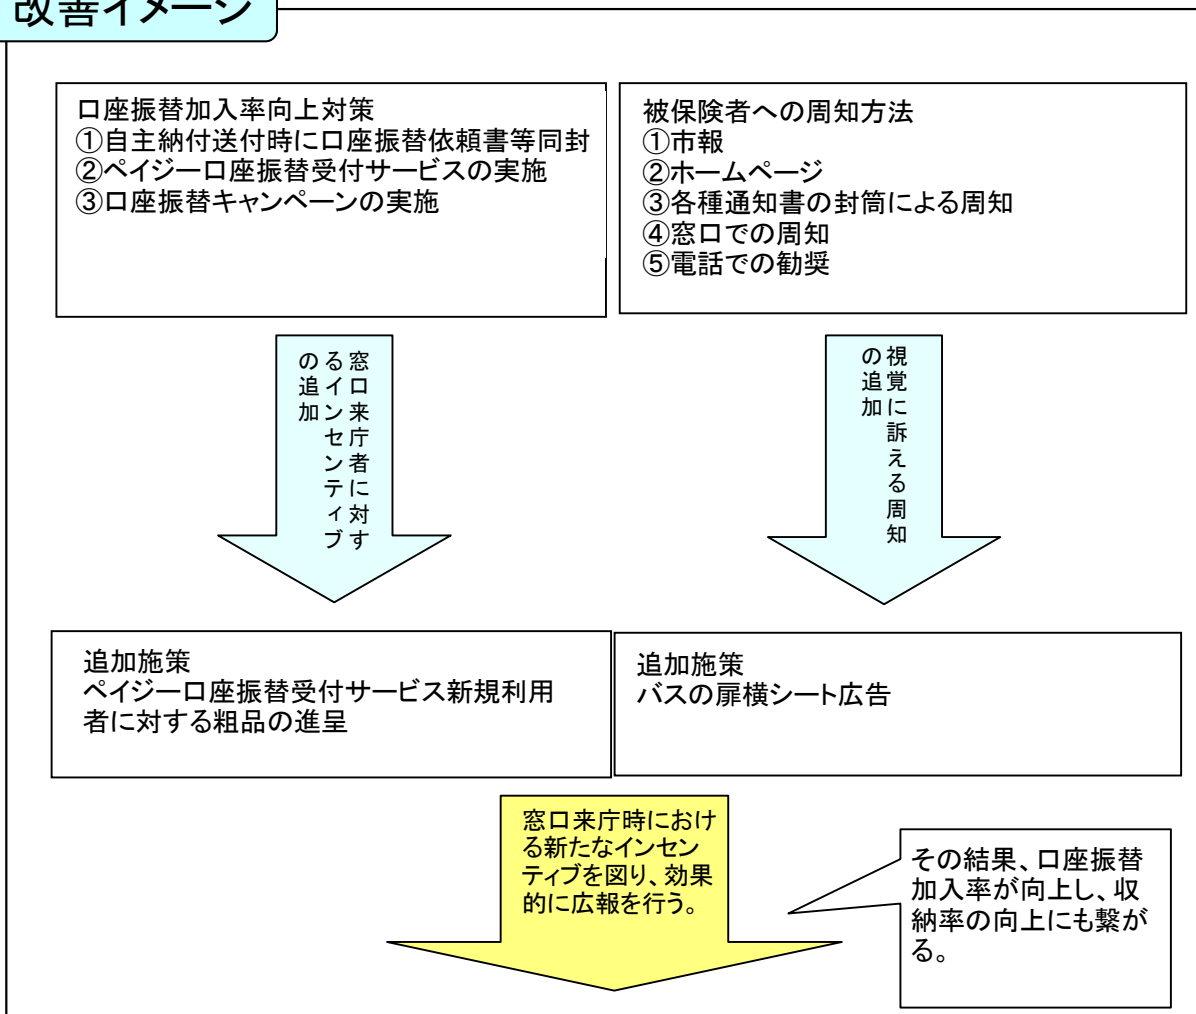 改善イメージ
口座振替加入率向上対策
①自主納付送付時に口座振替依頼書等同封
②ペイジー口座振替受付サービスの実施
③口座振替キャンペーンの実施
被保険者への周知方法
①市報
②ホームページ
③各種通知書の封筒による周知
④窓口での周知
⑤電話での勧奨
窓口来庁者に対す
るインセンティブ
の追加
視覚に訴える周知
の追加
追加施策
ペイジー口座振替受付サービス新規利用
者に対する粗品の進呈
追加施策
バスの扉横シート広告
窓口来庁時におけ
る新たなインセン
ティブを図り、効果
的に広報を行う。
その結果、口座振替
加入率が向上し、収
納率の向上にも繋が
る。